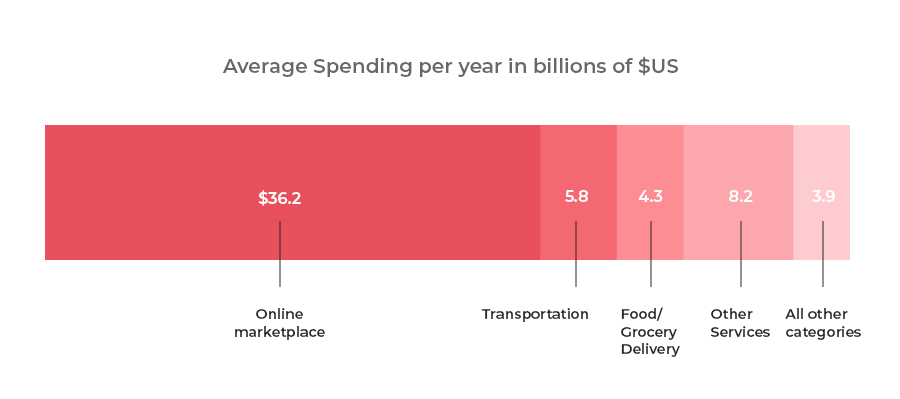 Average Spending per year in billions of $US
$36.2
5.8
4.3
8.2
3.9
Online
marketplace
Transportation
Food/
Grocery
Delivery
Other
Services
All other
categories